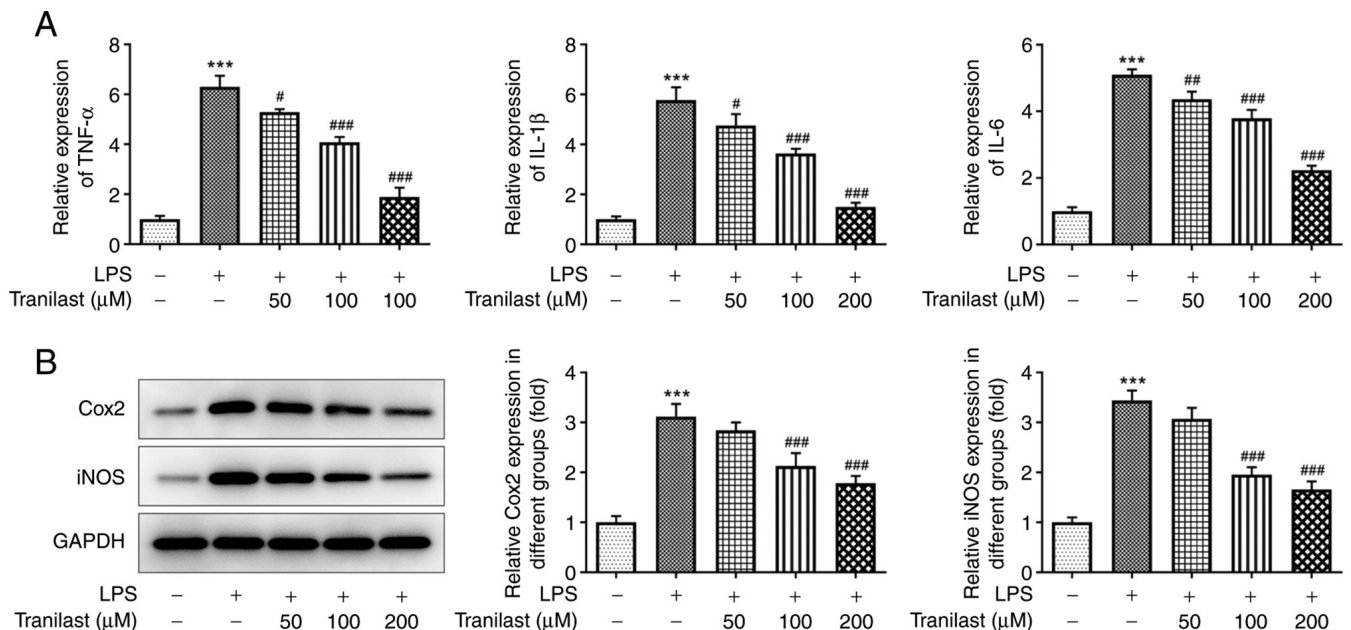 A
Relative expression
of TNF-α
8
6
4
2
0
***
#
###
###
LPS – + + + +
Tranilast (μM) – – 50 100 100
Relative expression
of IL-1β
8
6
4
2
0
***
#
###
###
LPS – + + + +
Tranilast (μM) – – 50 100 200
Relative expression
of IL-6
6
4
2
0
***
##
###
###
LPS – + + + +
Tranilast (μM) – – 50 100 200
B
Cox2
iNOS
GAPDH
LPS – + + + +
Tranilast (μM) – – 50 100 200
Relative Cox2 expression in
different groups (fold)
4
3
2
1
0
***
###
###
LPS – + + + +
Tranilast (μM) – – 50 100 200
Relative iNOS expression in
different groups (fold)
4
3
2
1
0
***
###
###
LPS – + + + +
Tranilast (μM) – – 50 100 200